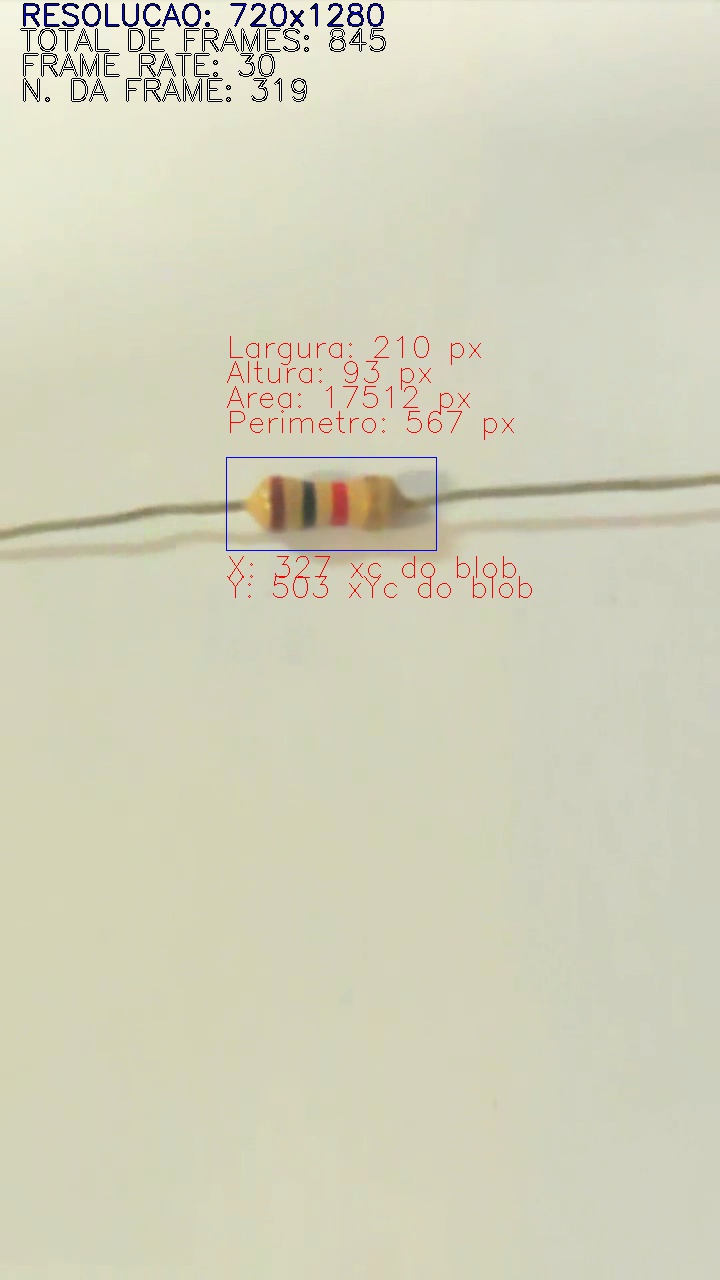 RESOLUCAO: 720x1280
TOTAL DE FRAMES: 845
FRAME RATE: 30
N. DA FRAME: 319
Largura: 210 px
Altura: 93 px
Area: 17512 px
Perimetro: 567 px
X: 327 xc do blob
Y: 503 xYc do blob